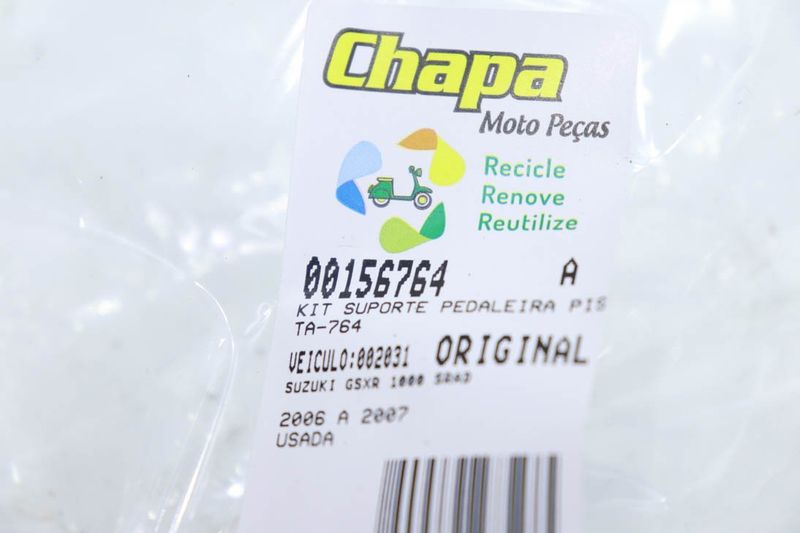 Chapa
Moto Peças
Recicle
Renove
Reutilize
00156764 A
KIT SUPORTE PEDALEIRA PIS
TA-764
VEICULO:002031 ORIGINAL
SUZUKI GSXR 1000 SRAD
2006 A 2007
USADA